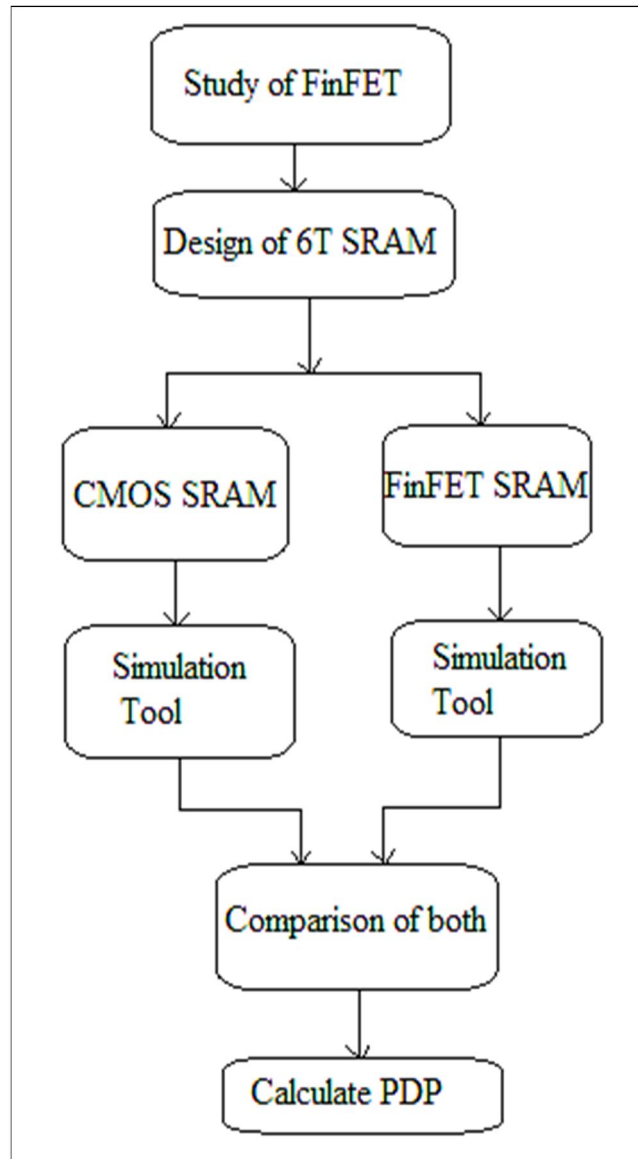 Study of FinFET
Design of 6T SRAM
CMOS SRAM
FinFET SRAM
Simulation
Tool
Simulation
Tool
Comparison of both
Calculate PDP